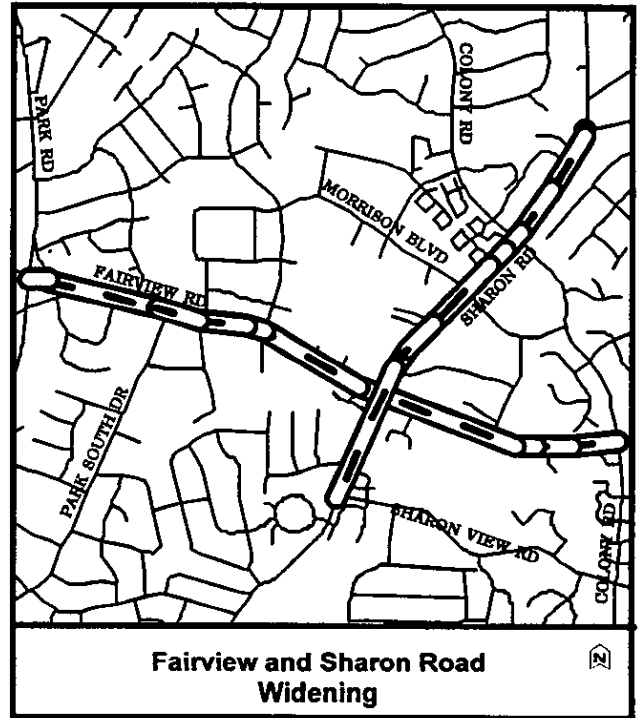 PARK RD
COLONY RD
MORRISON BLVD
FAIRVIEW RD
SHARON RD
PARK SOUTH DR
SHARON VIEW RD
COLONY RD
Fairview and Sharon Road
Widening
N